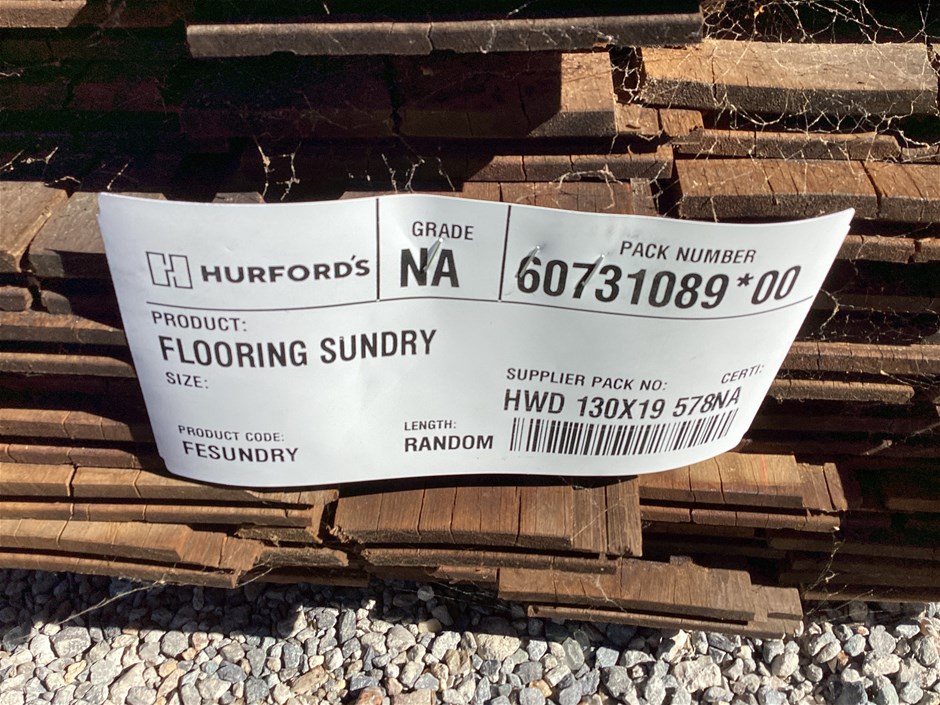 HURFORD'S
GRADE
NA
PACK NUMBER
60731089*00
PRODUCT:
FLOORING SUNDRY
SIZE:
SUPPLIER PACK NO:
CERTI:
HWD 130X19 578NA
PRODUCT CODE:
FESUNDRY
LENGTH:
RANDOM